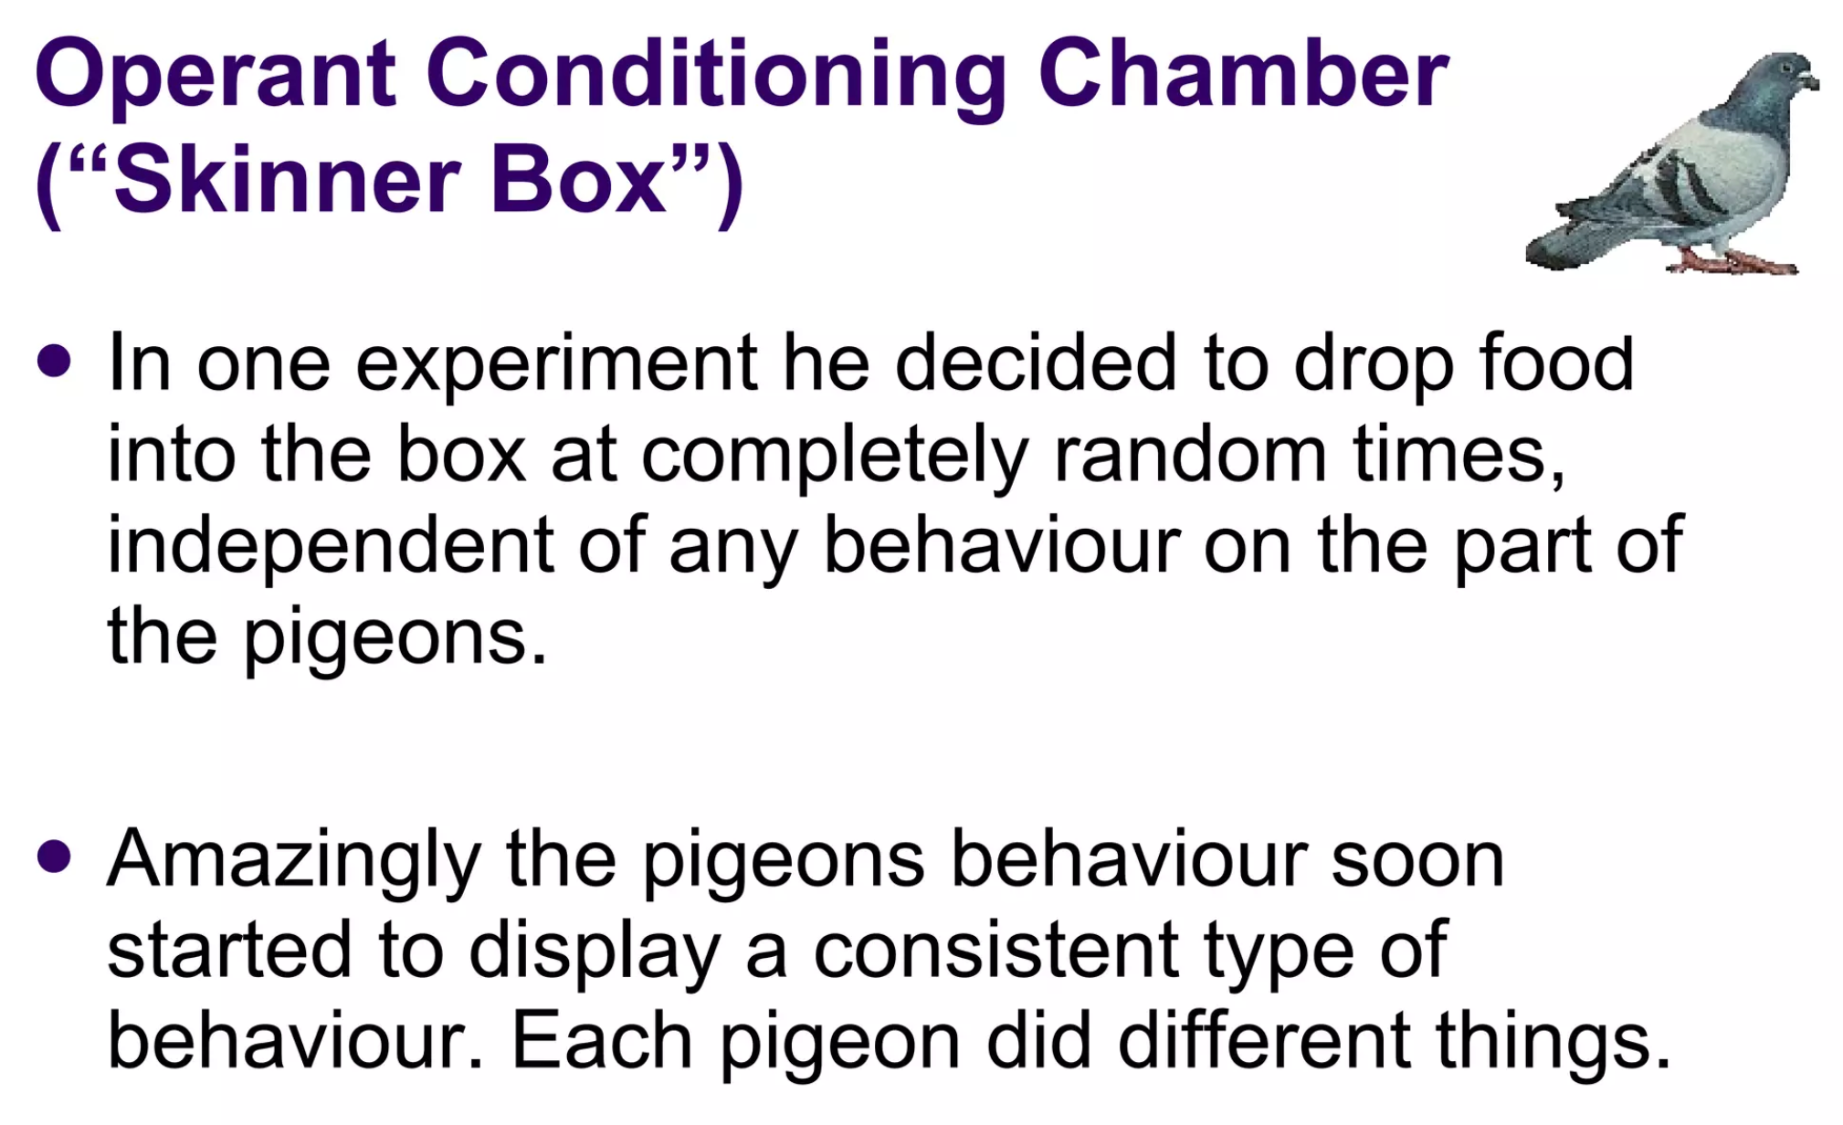 Operant Conditioning Chamber
(“Skinner Box”)
• In one experiment he decided to drop food
into the box at completely random times,
independent of any behaviour on the part of
the pigeons.
• Amazingly the pigeons behaviour soon
started to display a consistent type of
behaviour. Each pigeon did different things.